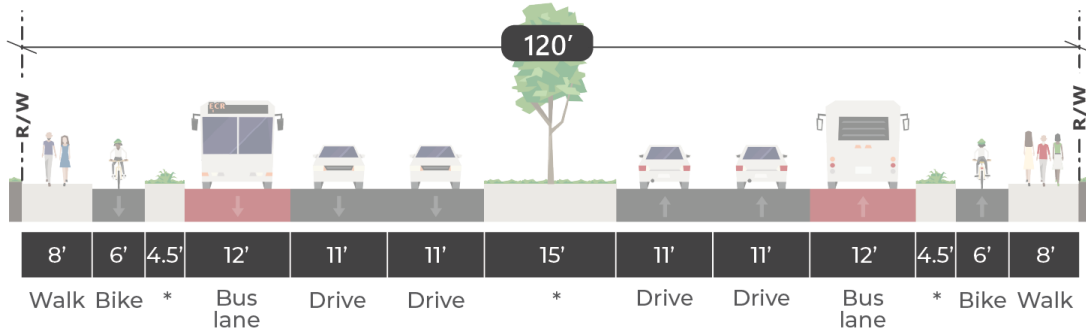 120’
R/W
R/W
ECR
8’ 6’ 4.5’ 12’ 11’ 11’ 15’ 11’ 11’ 12’ 4.5’ 6’ 8’
Walk Bike * Bus lane Drive Drive * Drive Drive Bus lane * Bike Walk